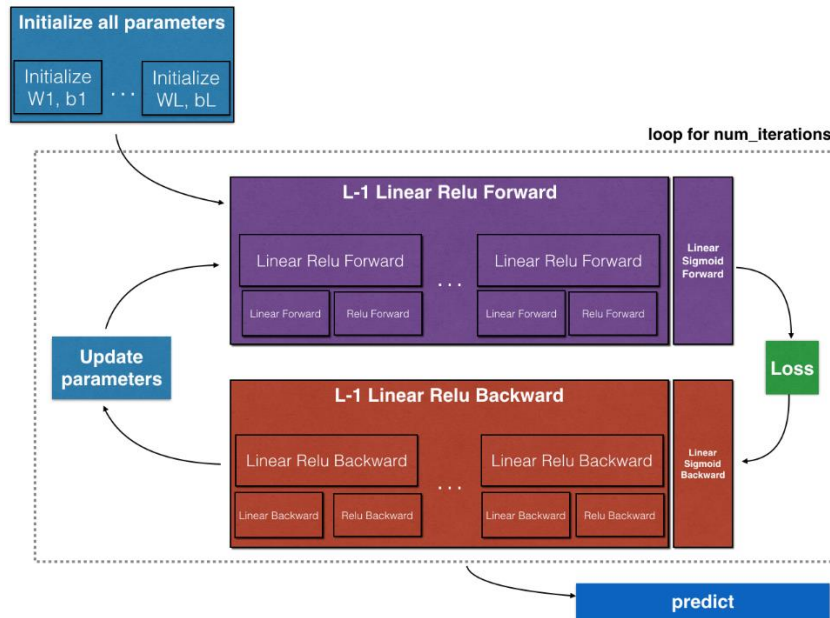 Initialize all parameters
Initialize
W1, b1
...
Initialize
WL, bL
loop for num_iterations
L-1 Linear Relu Forward
Linear Relu Forward
Linear Forward
Relu Forward
...
Linear Relu Forward
Linear Forward
Relu Forward
Linear
Sigmoid
Forward
Update
parameters
Loss
L-1 Linear Relu Backward
Linear Relu Backward
Linear Backward
Relu Backward
...
Linear Relu Backward
Linear Backward
Relu Backward
Linear
Sigmoid
Backward
predict